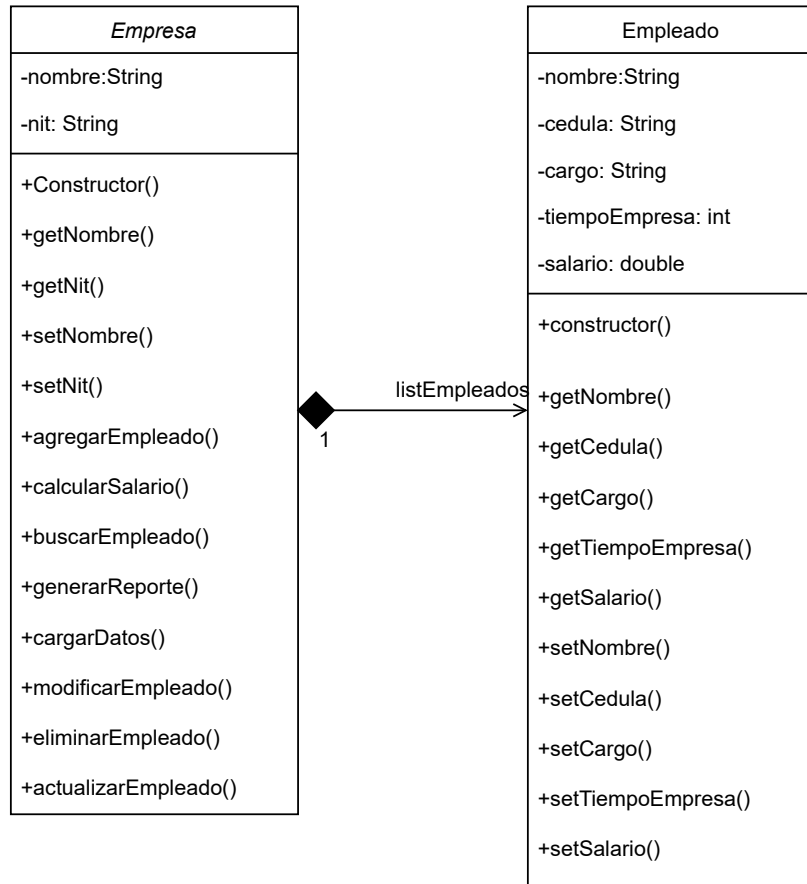 Empresa
-nombre:String
-nit: String
+Constructor()
+getNombre()
+getNit()
+setNombre()
+setNit()
+agregarEmpleado()
+calcularSalario()
+buscarEmpleado()
+generarReporte()
+cargarDatos()
+modificarEmpleado()
+eliminarEmpleado()
+actualizarEmpleado()
listEmpleados
1
Empleado
-nombre:String
-cedula: String
-cargo: String
-tiempoEmpresa: int
-salario: double
+constructor()
+getNombre()
+getCedula()
+getCargo()
+getTiempoEmpresa()
+getSalario()
+setNombre()
+setCedula()
+setCargo()
+setTiempoEmpresa()
+setSalario()